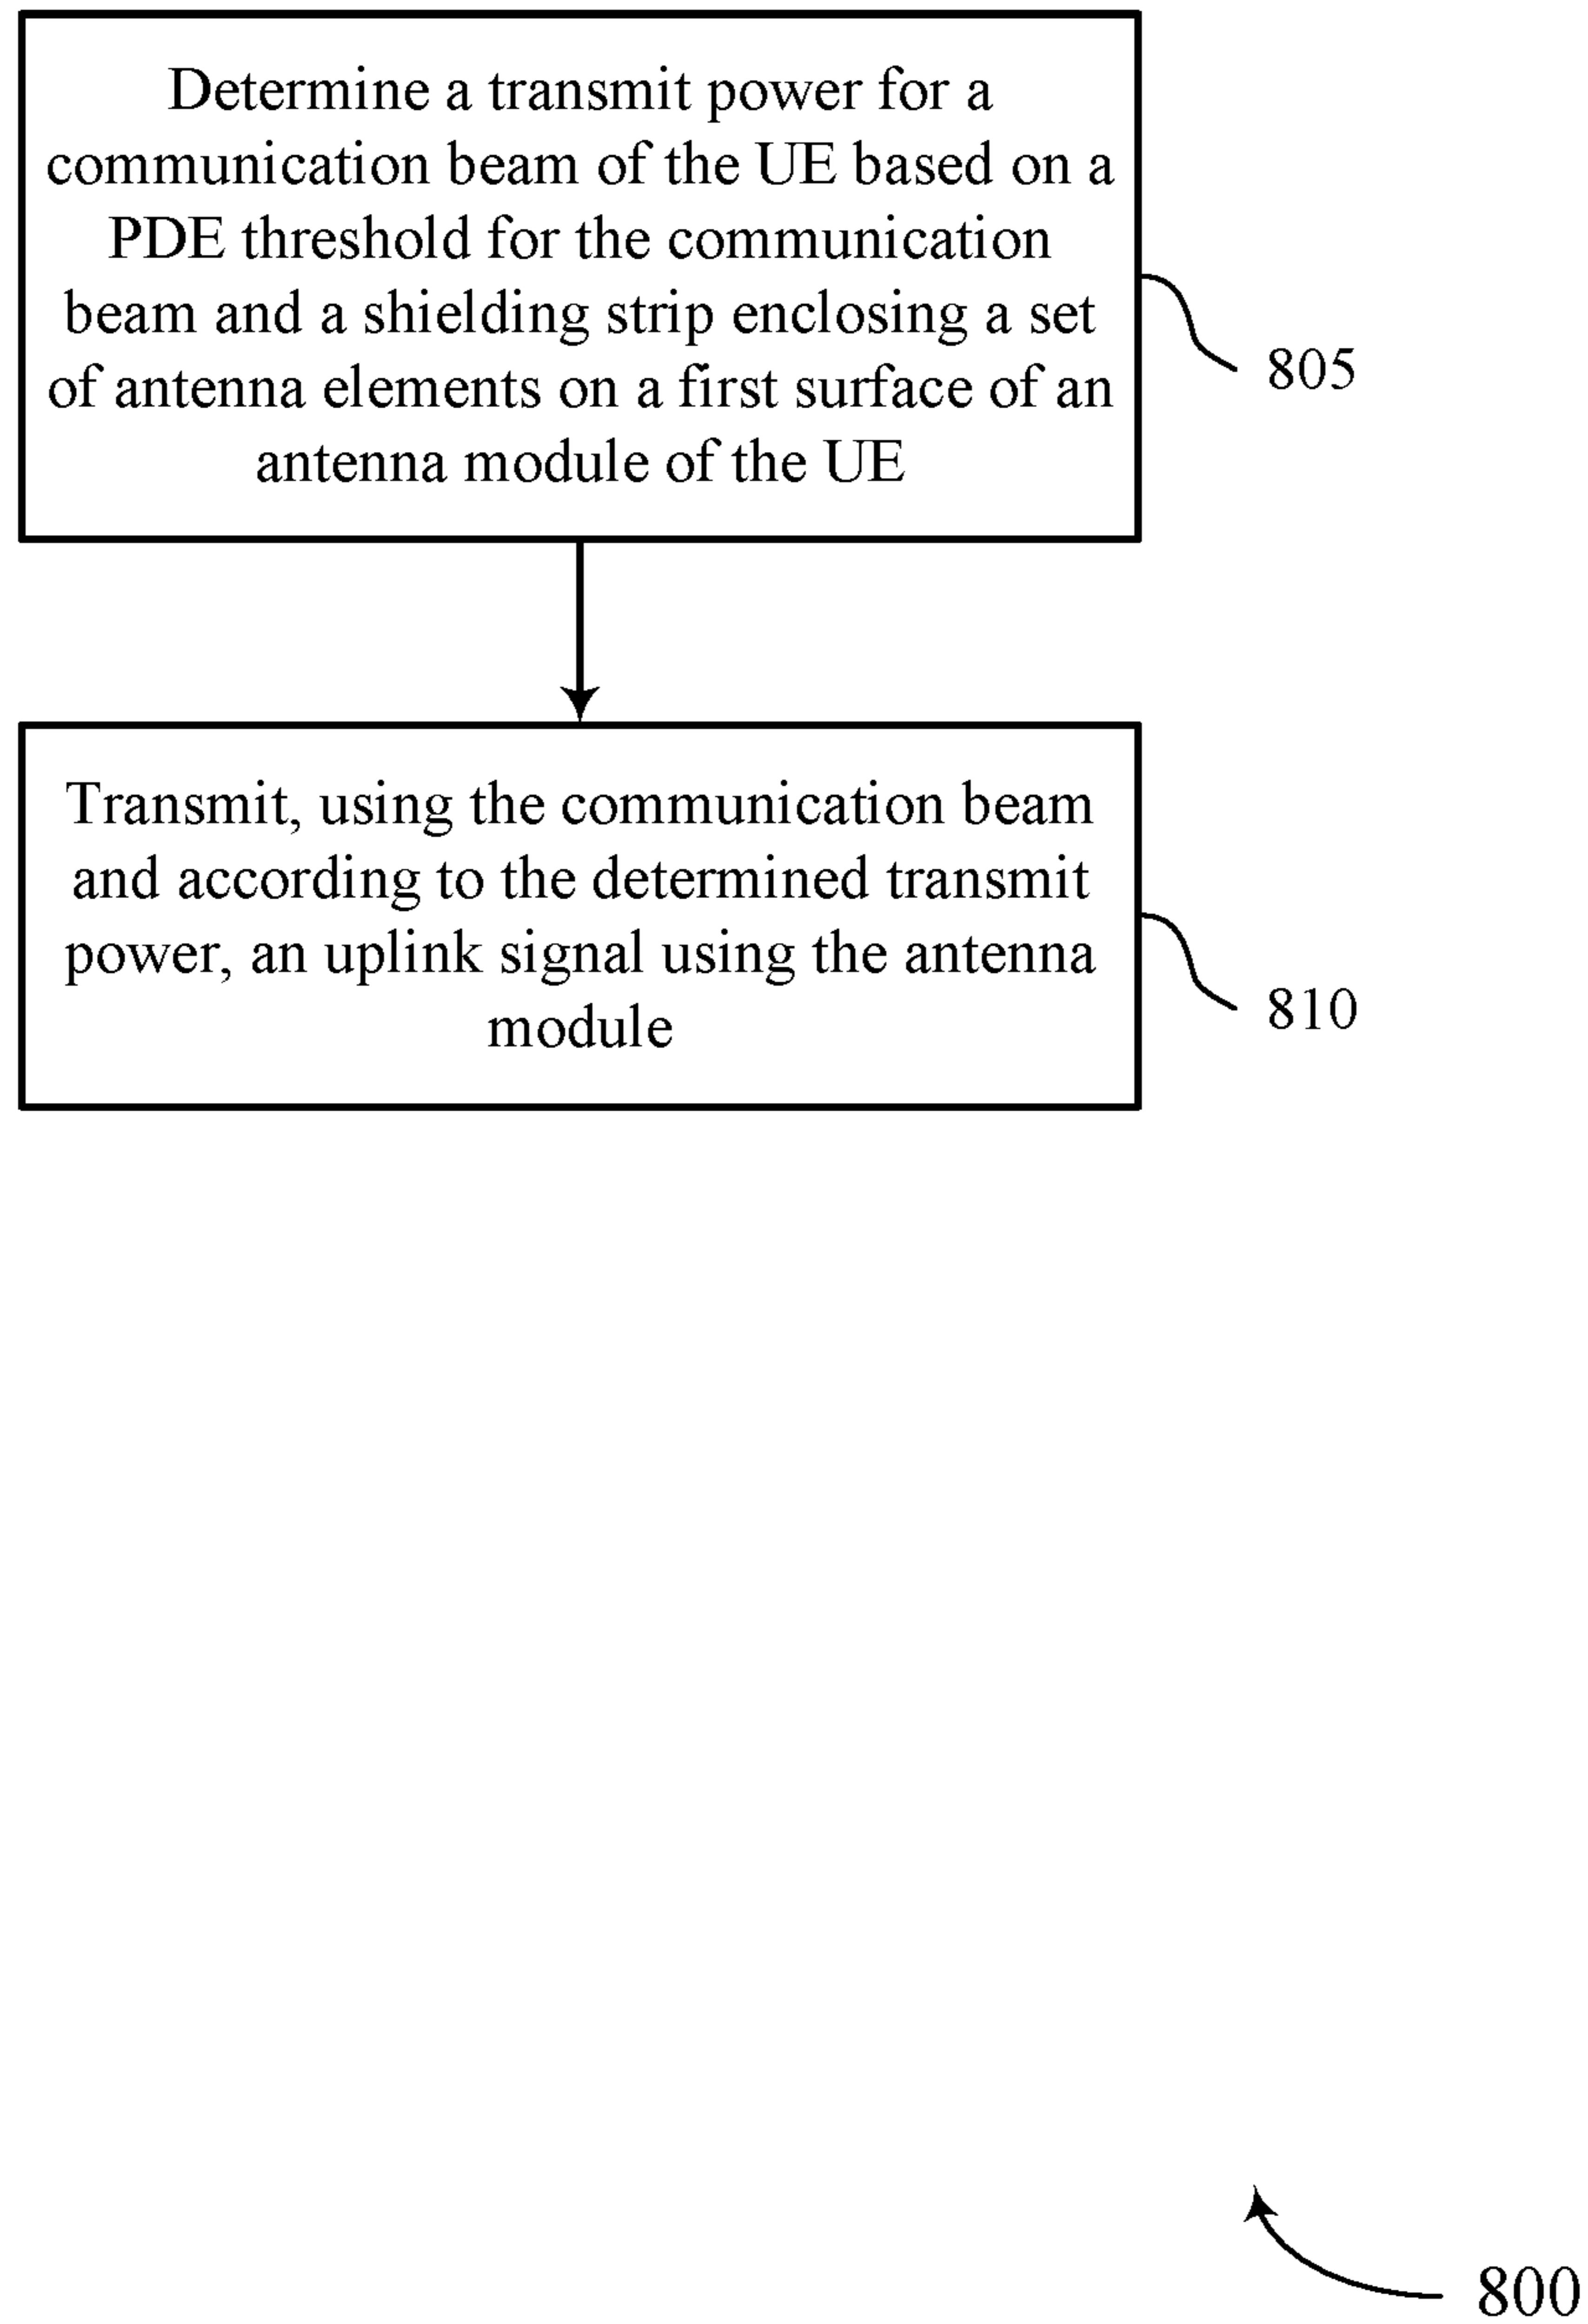 Determine a transmit power for a
communication beam of the UE based on a
PDE threshold for the communication
beam and a shielding strip enclosing a set
of antenna elements on a first surface of an
antenna module of the UE
805
Transmit, using the communication beam
and according to the determined transmit
power, an uplink signal using the antenna
module
810
800